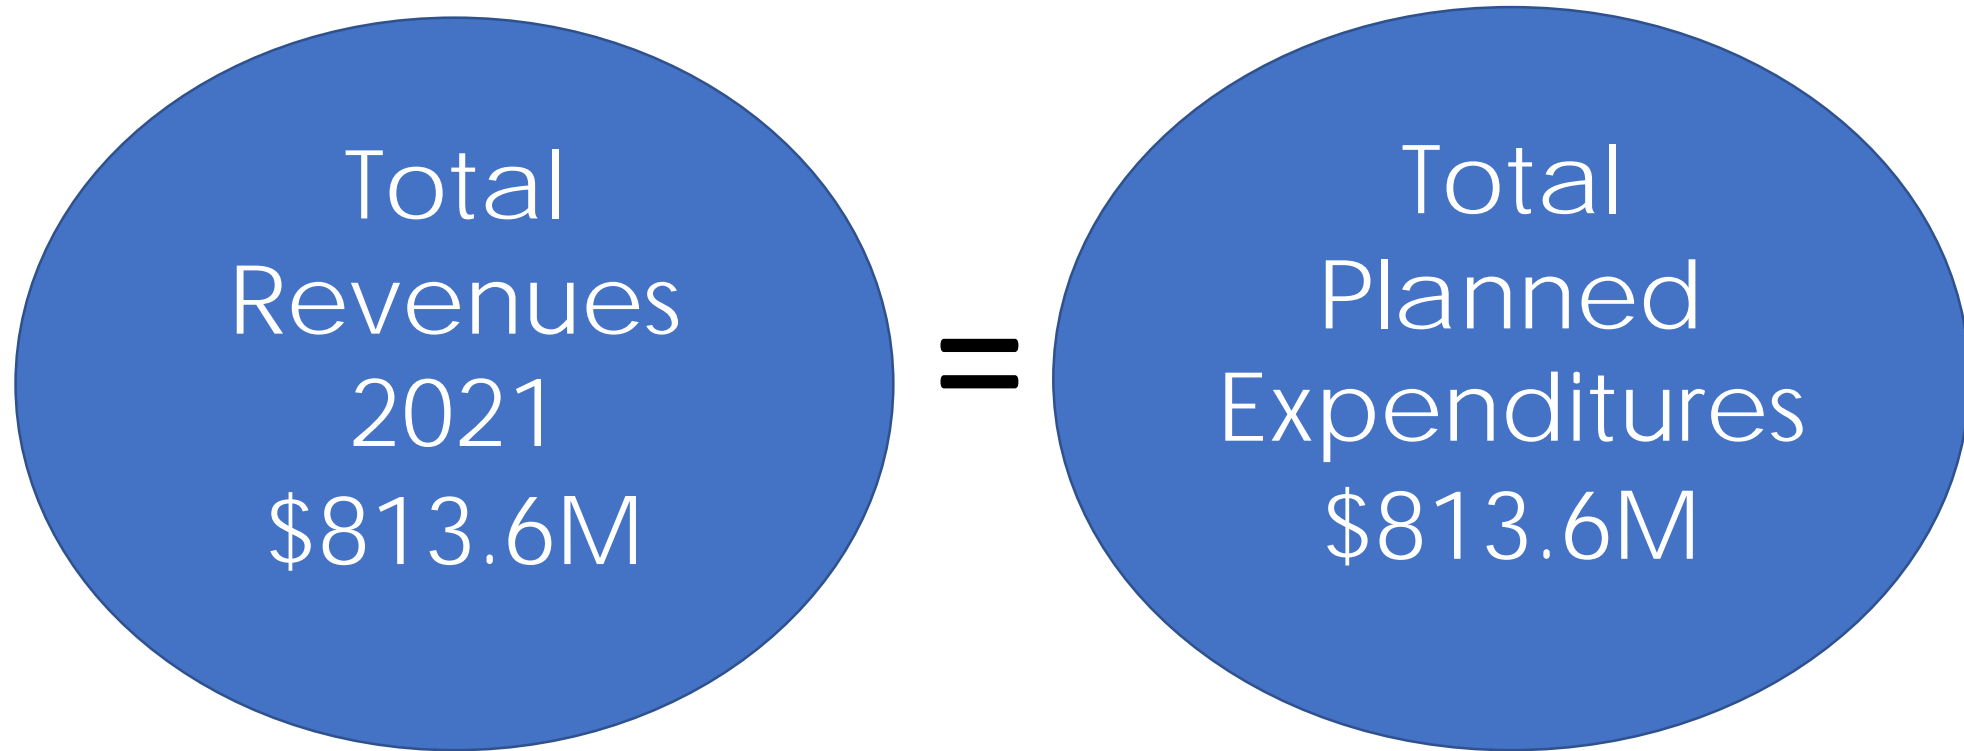 Total
Revenues
2021
$813.6M
=
Total
Planned
Expenditures
$813.6M